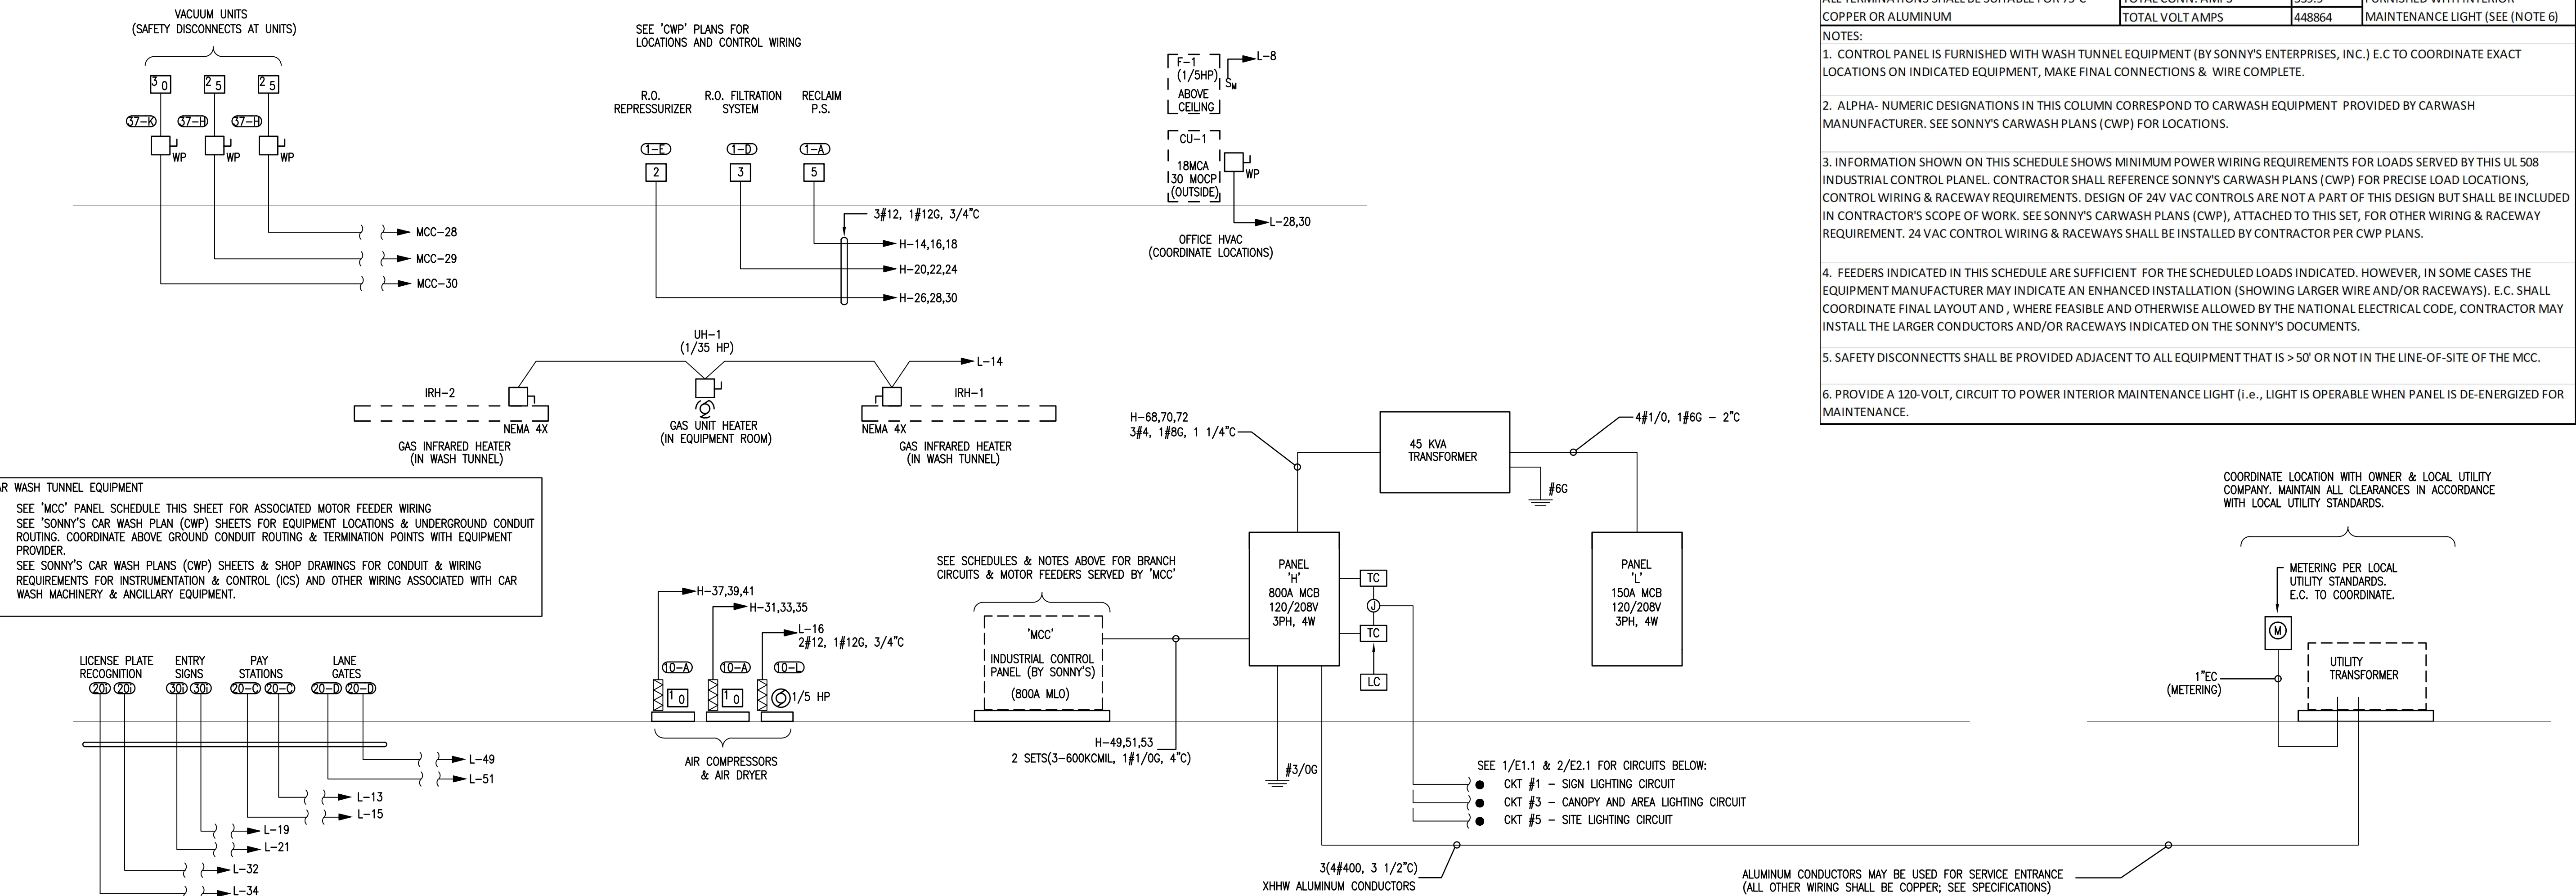 VACUUM UNITS
(SAFETY DISCONNECTS AT UNITS)
3 0
2 5
2 5
37-K
37-H
37-H
WP
WP
WP
MCC-28
MCC-29
MCC-30
SEE 'CWP' PLANS FOR
LOCATIONS AND CONTROL WIRING
R.O.
REPRESSURIZER
R.O. FILTRATION
SYSTEM
RECLAIM
P.S.
1-E
1-D
1-A
2
3
5
3#12, 1#12G, 3/4"C
H-14,16,18
H-20,22,24
H-26,28,30
F-1
(1/5HP)
ABOVE
CEILING
L-8
SM
CU-1
18MCA
30 MOCP
(OUTSIDE)
WP
L-28,30
OFFICE HVAC
(COORDINATE LOCATIONS)
COPPER OR ALUMINUM
TOTAL VOLT AMPS
448864
MAINTENANCE LIGHT (SEE (NOTE 6)
NOTES:
1. CONTROL PANEL IS FURNISHED WITH WASH TUNNEL EQUIPMENT (BY SONNY'S ENTERPRISES, INC.) E.C TO COORDINATE EXACT
LOCATIONS ON INDICATED EQUIPMENT, MAKE FINAL CONNECTIONS & WIRE COMPLETE.
2. ALPHA- NUMERIC DESIGNATIONS IN THIS COLUMN CORRESPOND TO CARWASH EQUIPMENT PROVIDED BY CARWASH
MANUNFACTURER. SEE SONNY'S CARWASH PLANS (CWP) FOR LOCATIONS.
3. INFORMATION SHOWN ON THIS SCHEDULE SHOWS MINIMUM POWER WIRING REQUIREMENTS FOR LOADS SERVED BY THIS UL 508
INDUSTRIAL CONTROL PANEL. CONTRACTOR SHALL REFERENCE SONNY'S CARWASH PLANS (CWP) FOR PRECISE LOAD LOCATIONS,
CONTROL WIRING & RACEWAY REQUIREMENTS. DESIGN OF 24V VAC CONTROLS ARE NOT A PART OF THIS DESIGN BUT SHALL BE INCLUDED
IN CONTRACTOR'S SCOPE OF WORK. SEE SONNY'S CARWASH PLANS (CWP), ATTACHED TO THIS SET, FOR OTHER WIRING & RACEWAY
REQUIREMENT. 24 VAC CONTROL WIRING & RACEWAYS SHALL BE INSTALLED BY CONTRACTOR PER CWP PLANS.
4. FEEDERS INDICATED IN THIS SCHEDULE ARE SUFFICIENT FOR THE SCHEDULED LOADS INDICATED. HOWEVER, IN SOME CASES THE
EQUIPMENT MANUFACTURER MAY INDICATE AN ENHANCED INSTALLATION (SHOWING LARGER WIRE AND/OR RACEWAYS). E.C. SHALL
COORDINATE FINAL LAYOUT AND , WHERE FEASIBLE AND OTHERWISE ALLOWED BY THE NATIONAL ELECTRICAL CODE, CONTRACTOR MAY
INSTALL THE LARGER CONDUCTORS AND/OR RACEWAYS INDICATED ON THE SONNY'S DOCUMENTS.
5. SAFETY DISCONNECTTS SHALL BE PROVIDED ADJACENT TO ALL EQUIPMENT THAT IS > 50' OR NOT IN THE LINE-OF-SITE OF THE MCC.
6. PROVIDE A 120-VOLT, CIRCUIT TO POWER INTERIOR MAINTENANCE LIGHT (i.e., LIGHT IS OPERABLE WHEN PANEL IS DE-ENERGIZED FOR
MAINTENANCE.
UH-1
(1/35 HP)
L-14
IRH-2
IRH-1
NEMA 4X
NEMA 4X
GAS INFRARED HEATER
(IN WASH TUNNEL)
GAS UNIT HEATER
(IN EQUIPMENT ROOM)
GAS INFRARED HEATER
(IN WASH TUNNEL)
H-68,70,72
3#4, 1#8G, 1 1/4"C
45 KVA
TRANSFORMER
4#1/0, 1#6G - 2"C
#6G
WASH TUNNEL EQUIPMENT
SEE 'MCC' PANEL SCHEDULE THIS SHEET FOR ASSOCIATED MOTOR FEEDER WIRING
SEE 'SONNY'S CAR WASH PLAN (CWP) SHEETS FOR EQUIPMENT LOCATIONS & UNDERGROUND CONDUIT
ROUTING. COORDINATE ABOVE GROUND CONDUIT ROUTING & TERMINATION POINTS WITH EQUIPMENT
PROVIDER.
SEE SONNY'S CAR WASH PLANS (CWP) SHEETS & SHOP DRAWINGS FOR CONDUIT & WIRING
REQUIREMENTS FOR INSTRUMENTATION & CONTROL (ICS) AND OTHER WIRING ASSOCIATED WITH CAR
WASH MACHINERY & ANCILLARY EQUIPMENT.
LICENSE PLATE
RECOGNITION
ENTRY
SIGNS
PAY
STATIONS
LANE
GATES
20i
20i
30i
30i
20-C
20-C
20-D
20-D
L-49
L-51
L-13
L-15
L-19
L-21
L-32
L-34
H-37,39,41
H-31,33,35
L-16
2#12, 1#12G, 3/4"C
10-A
10-A
10-L
1 0
1 0
1/5 HP
AIR COMPRESSORS
& AIR DRYER
SEE SCHEDULES & NOTES ABOVE FOR BRANCH
CIRCUITS & MOTOR FEEDERS SERVED BY 'MCC'
'MCC'
INDUSTRIAL CONTROL
PANEL (BY SONNY'S)
(800A MLO)
H-49,51,53
2 SETS(3-600KCMIL, 1#1/0G, 4"C)
PANEL
'H'
800A MCB
120/208V
3PH, 4W
TC
J
TC
LC
#3/0G
PANEL
'L'
150A MCB
120/208V
3PH, 4W
SEE 1/E1.1 & 2/E2.1 FOR CIRCUITS BELOW:
CKT #1 - SIGN LIGHTING CIRCUIT
CKT #3 - CANOPY AND AREA LIGHTING CIRCUIT
CKT #5 - SITE LIGHTING CIRCUIT
3(4#400, 3 1/2"C)
XHHW ALUMINUM CONDUCTORS
ALUMINUM CONDUCTORS MAY BE USED FOR SERVICE ENTRANCE
(ALL OTHER WIRING SHALL BE COPPER; SEE SPECIFICATIONS)
COORDINATE LOCATION WITH OWNER & LOCAL UTILITY
COMPANY. MAINTAIN ALL CLEARANCES IN ACCORDANCE
WITH LOCAL UTILITY STANDARDS.
METERING PER LOCAL
UTILITY STANDARDS.
E.C. TO COORDINATE.
M
1"EC
(METERING)
UTILITY
TRANSFORMER